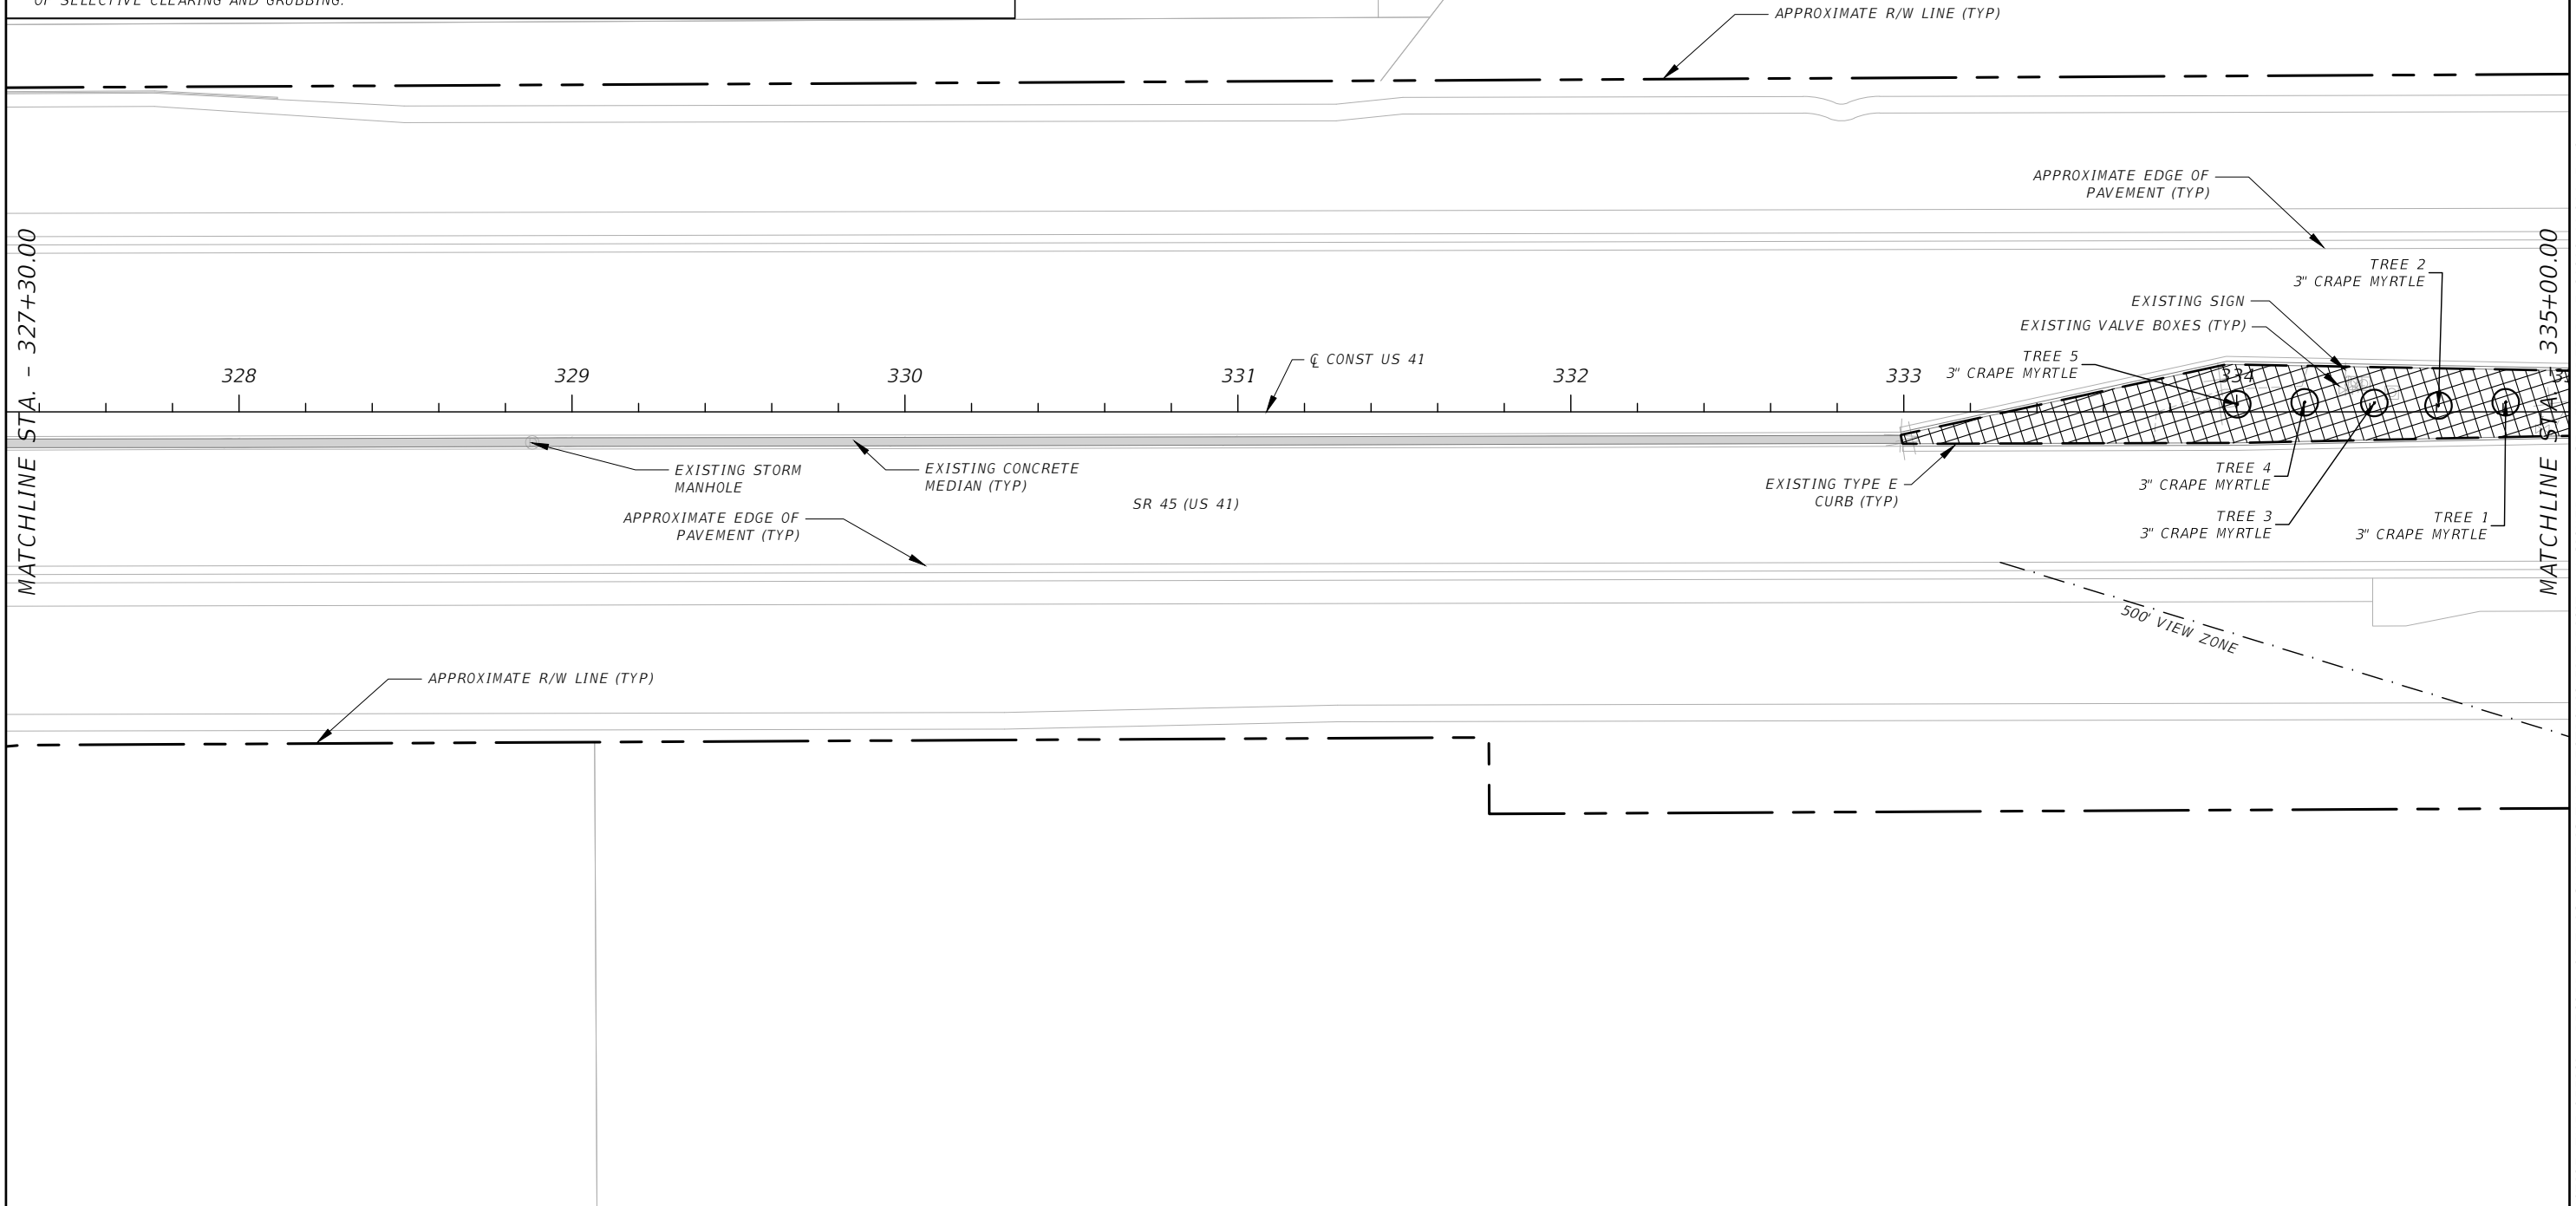 OF SELECTIVE CLEARING AND GRUBBING.
APPROXIMATE R/W LINE (TYP)
APPROXIMATE EDGE OF
PAVEMENT (TYP)
MATCHLINE STA. - 327+30.00
TREE 2
3" CRAPE MYRTLE
EXISTING SIGN
EXISTING VALVE BOXES (TYP)
TREE 5
3" CRAPE MYRTLE
℄ CONST US 41
328
329
330
331
332
333
334
MATCHLINE STA. - 335+00.00
EXISTING STORM
MANHOLE
EXISTING CONCRETE
MEDIAN (TYP)
SR 45 (US 41)
EXISTING TYPE E
CURB (TYP)
TREE 4
3" CRAPE MYRTLE
TREE 3
3" CRAPE MYRTLE
TREE 1
3" CRAPE MYRTLE
APPROXIMATE EDGE OF
PAVEMENT (TYP)
500' VIEW ZONE
APPROXIMATE R/W LINE (TYP)